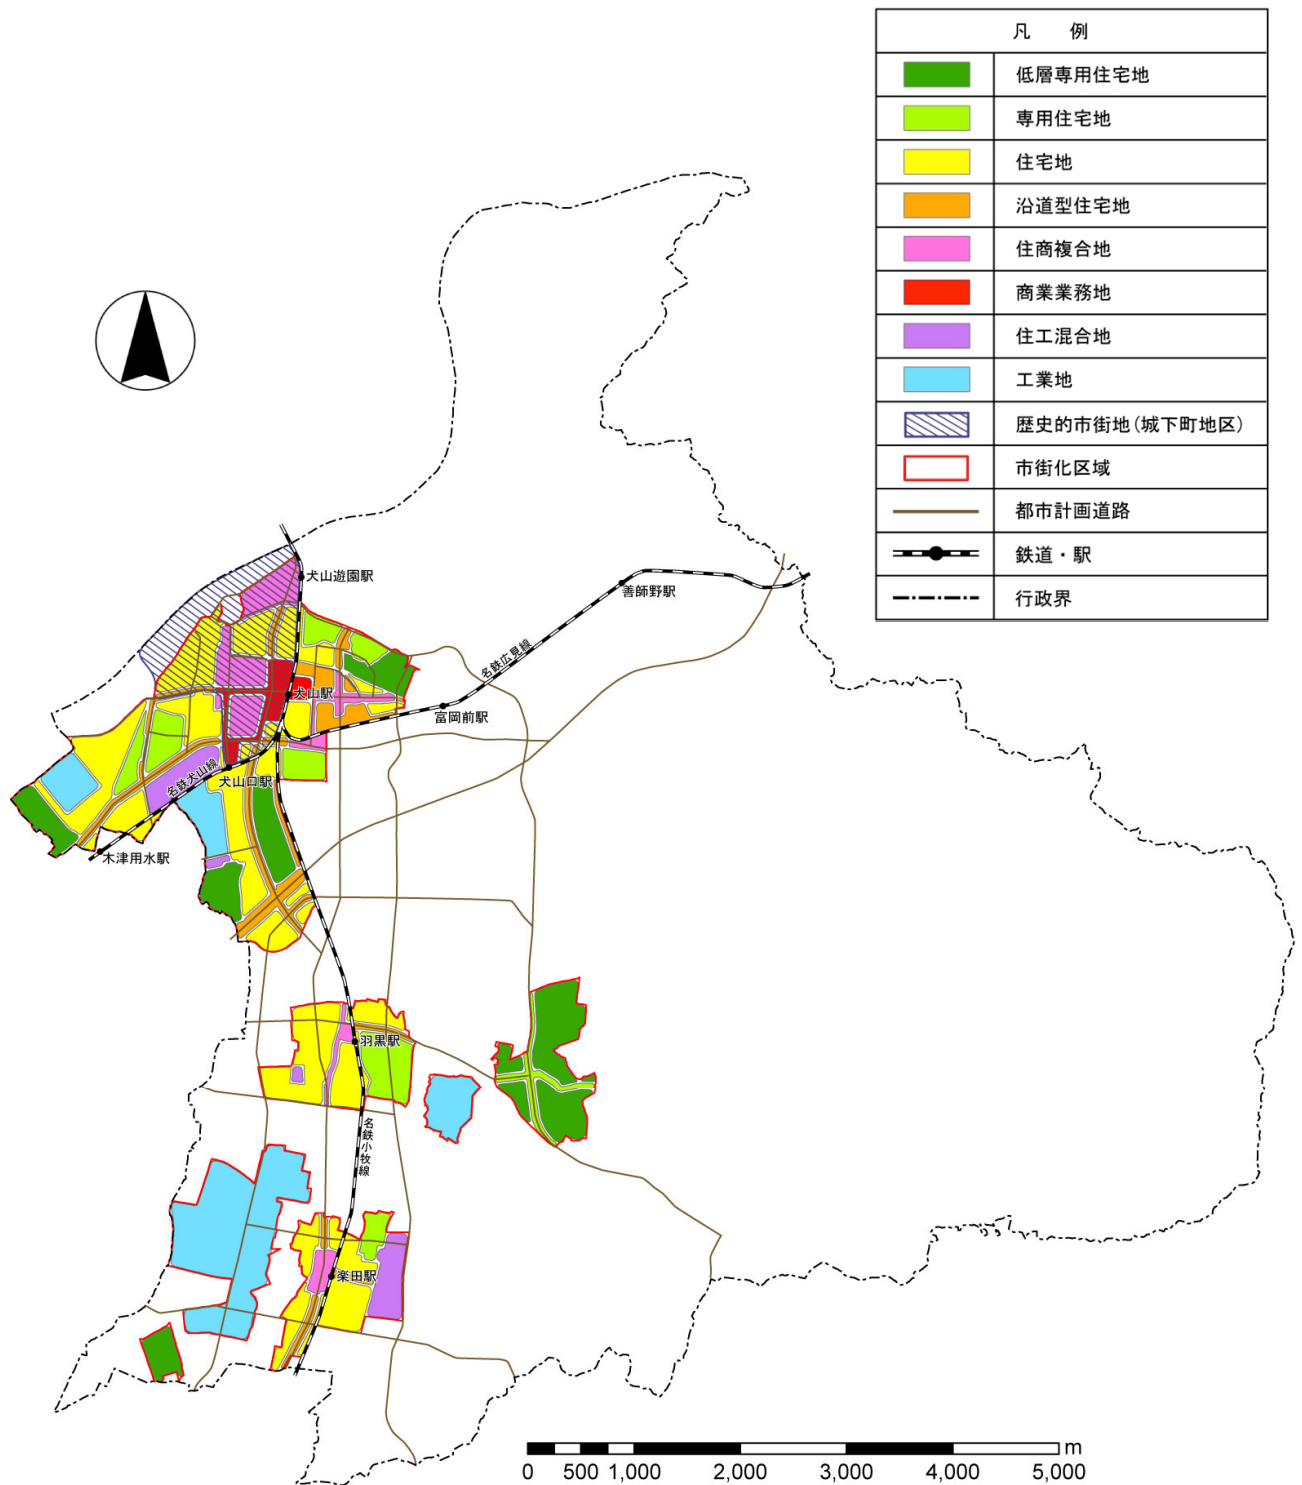 凡　例
低層専用住宅地
専用住宅地
住宅地
沿道型住宅地
住商複合地
商業業務地
住工混合地
工業地
歴史的市街地(城下町地区)
市街化区域
都市計画道路
鉄道・駅
行政界
犬山遊園駅
善師野駅
名鉄広見線
犬山駅
富岡前駅
犬山口駅
名鉄犬山線
木津用水駅
羽黒駅
名鉄小牧線
楽田駅
0 500 1,000 2,000 3,000 4,000 5,000 m